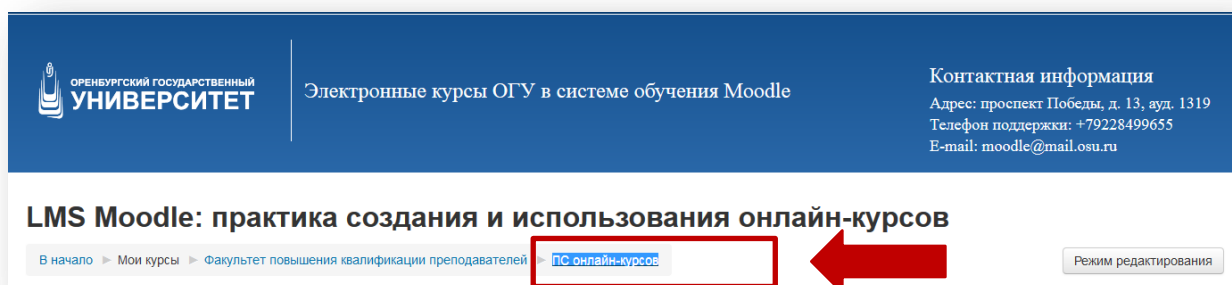 ОРЕНБУРГСКИЙ ГОСУДАРСТВЕННЫЙ
УНИВЕРСИТЕТ
Электронные курсы ОГУ в системе обучения Moodle
Контактная информация
Адрес: проспект Победы, д. 13, ауд. 1319
Телефон поддержки: +79228499655
E-mail: moodle@mail.osu.ru
LMS Moodle: практика создания и использования онлайн-курсов
В начало ► Мои курсы ► Факультет повышения квалификации преподавателей ► ПС онлайн-курсов
Режим редактирования